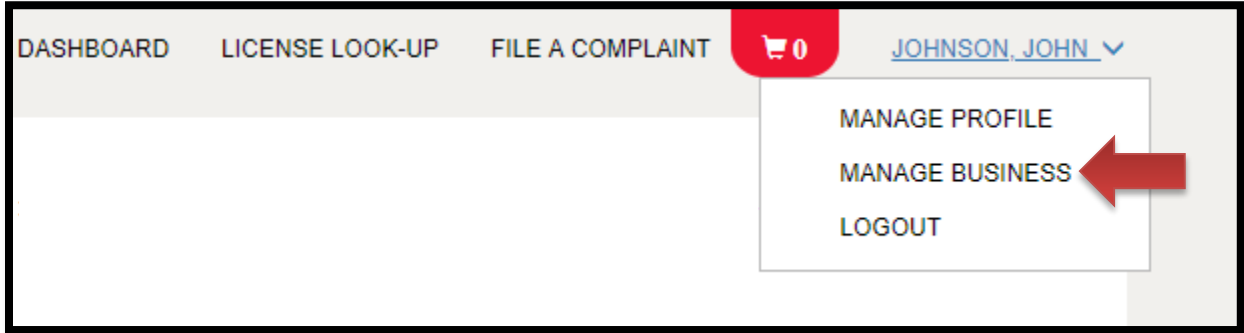 DASHBOARD LICENSE LOOK-UP FILE A COMPLAINT 0 JOHNSON, JOHN
MANAGE PROFILE
MANAGE BUSINESS
LOGOUT